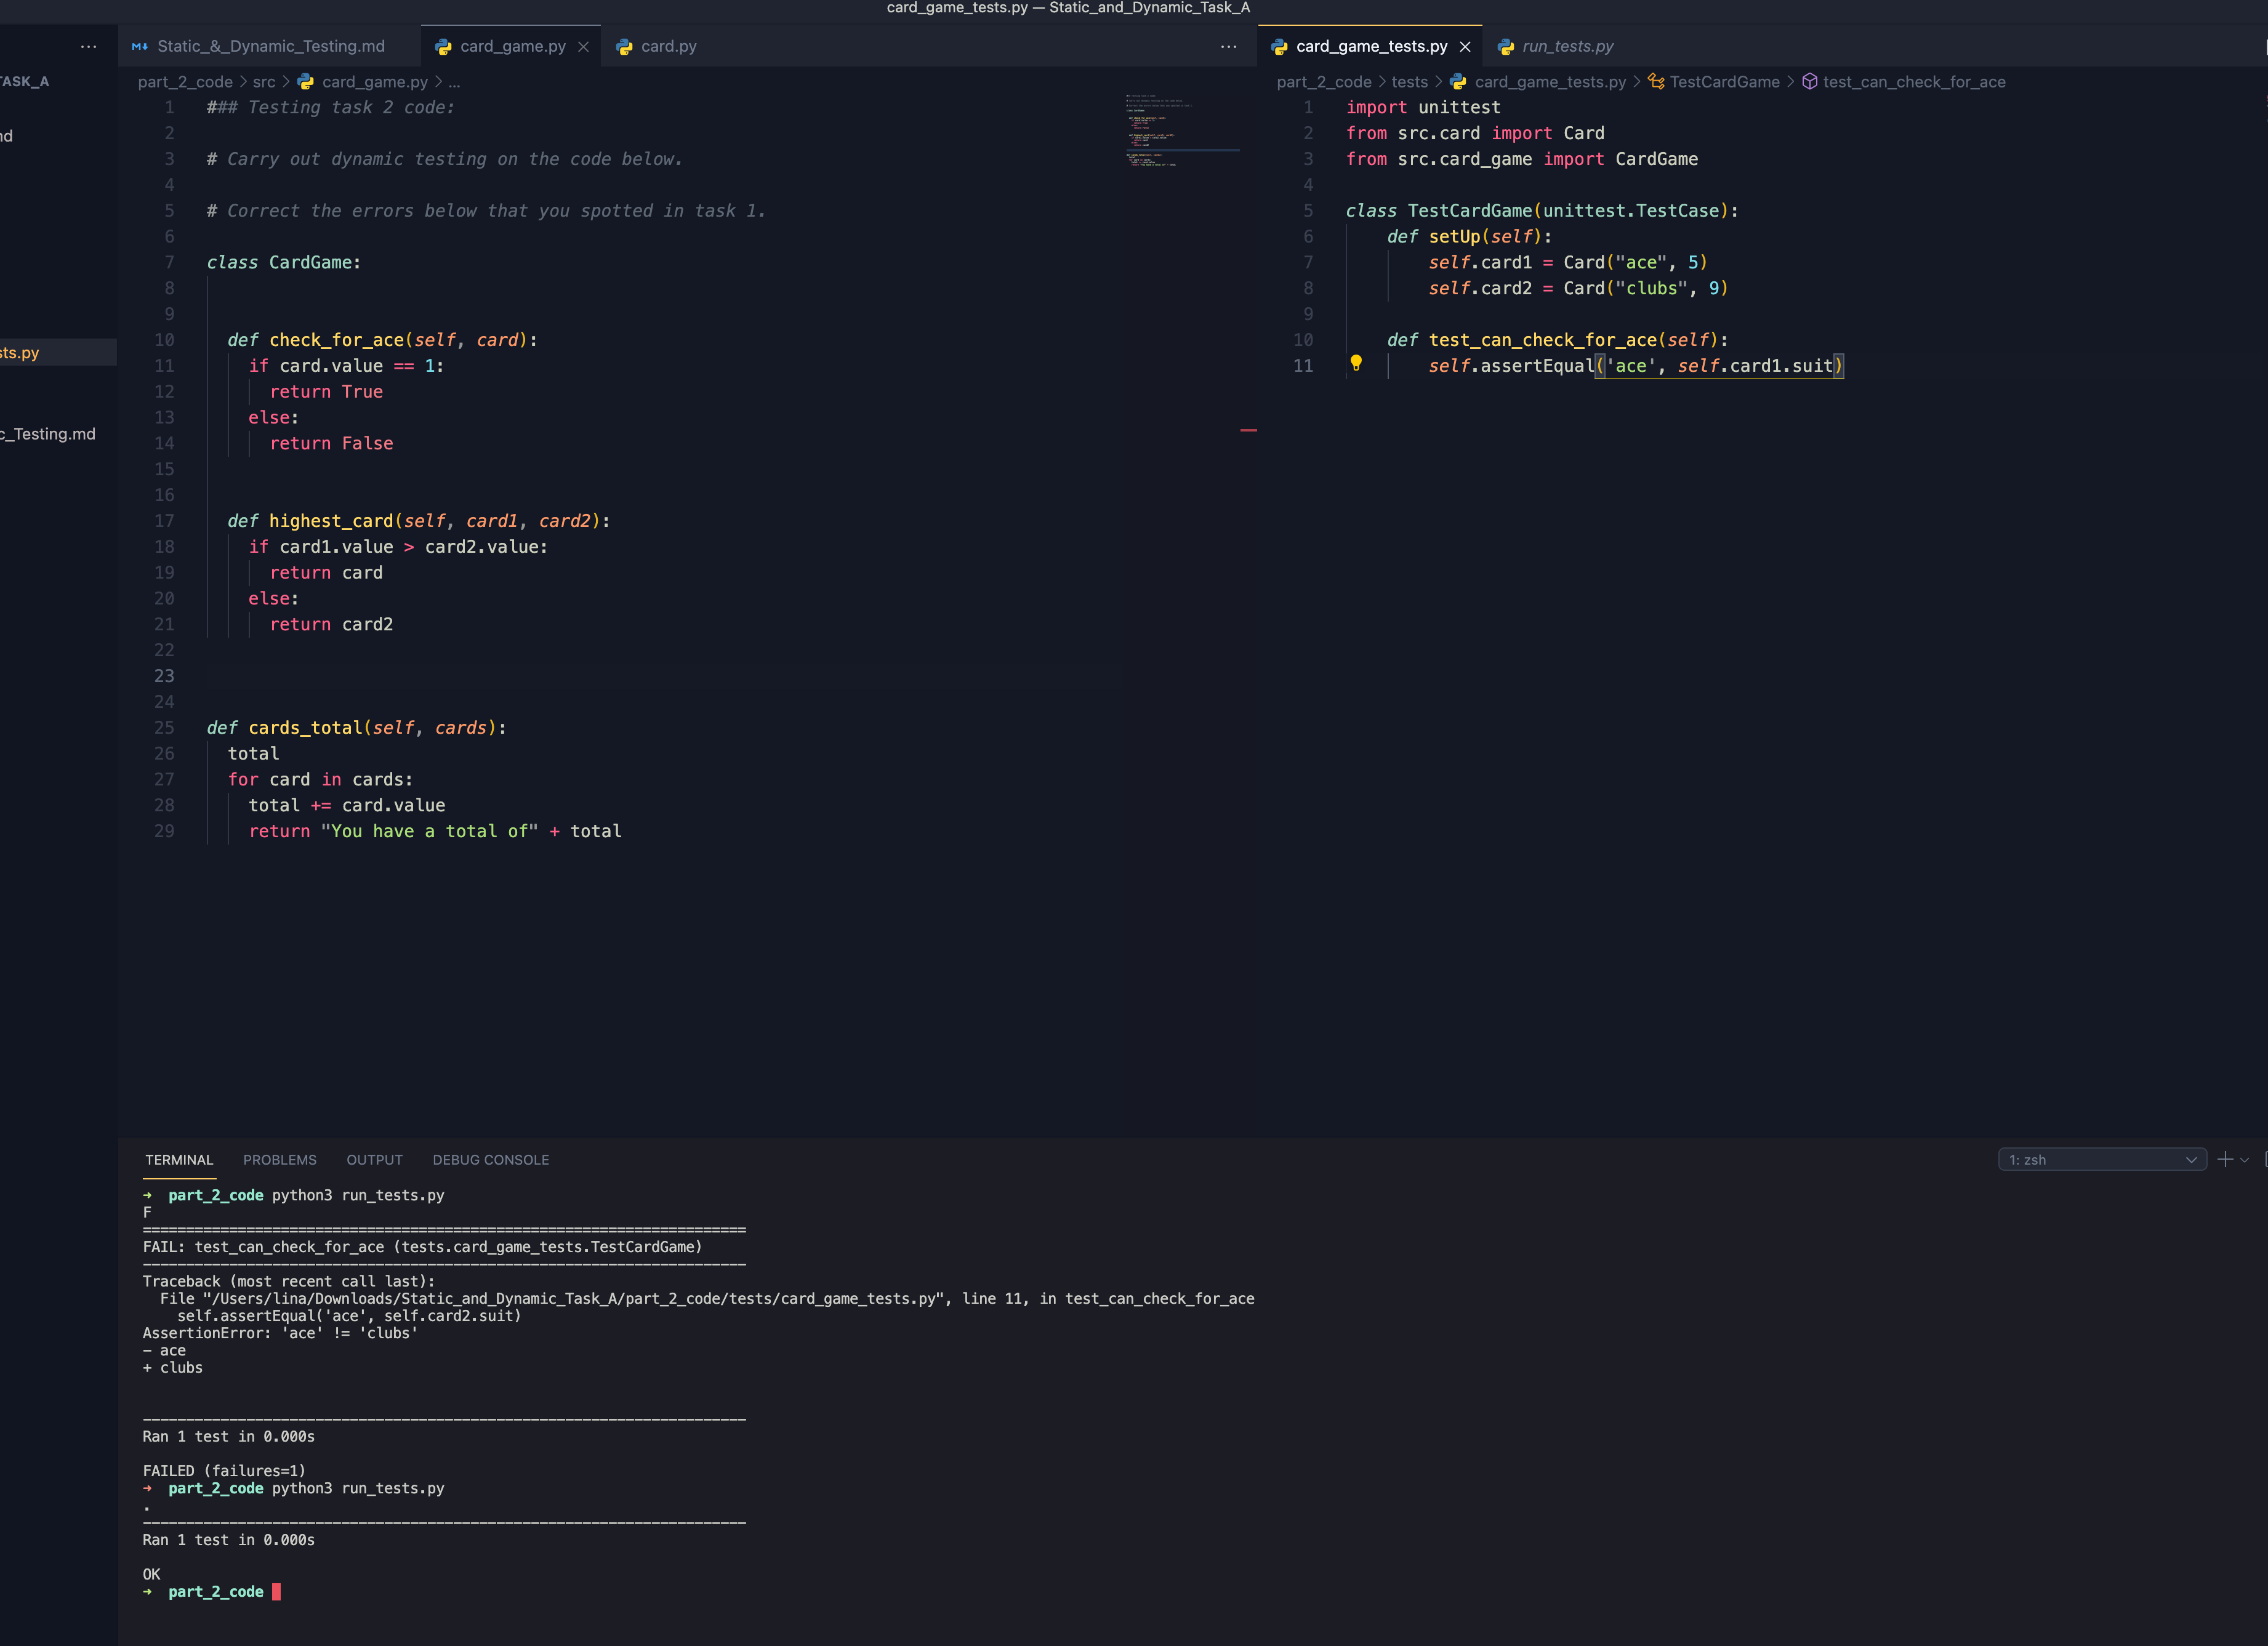 card_game_tests.py — Static_and_Dynamic_Task_A
TASK_A
sts.py
c_Testing.md
Static_&_Dynamic_Testing.md card_game.py card.py
part_2_code > src > card_game.py > ...
1 ### Testing task 2 code:
2
3 # Carry out dynamic testing on the code below.
4
5 # Correct the errors below that you spotted in task 1.
6
7 class CardGame:
8
9
10 def check_for_ace(self, card):
11 if card.value == 1:
12 return True
13 else:
14 return False
15
16
17 def highest_card(self, card1, card2):
18 if card1.value > card2.value:
19 return card
20 else:
21 return card2
22
23
24
25 def cards_total(self, cards):
26 total
27 for card in cards:
28 total += card.value
29 return "You have a total of" + total
card_game_tests.py run_tests.py
part_2_code > tests > card_game_tests.py > TestCardGame > test_can_check_for_ace
1 import unittest
2 from src.card import Card
3 from src.card_game import CardGame
4
5 class TestCardGame(unittest.TestCase):
6 def setUp(self):
7 self.card1 = Card("ace", 5)
8 self.card2 = Card("clubs", 9)
9
10 def test_can_check_for_ace(self):
11 self.assertEqual('ace', self.card1.suit)
TERMINAL PROBLEMS OUTPUT DEBUG CONSOLE
1: zsh
→ part_2_code python3 run_tests.py
F
======================================================================
FAIL: test_can_check_for_ace (tests.card_game_tests.TestCardGame)
----------------------------------------------------------------------
Traceback (most recent call last):
File "/Users/lina/Downloads/Static_and_Dynamic_Task_A/part_2_code/tests/card_game_tests.py", line 11, in test_can_check_for_ace
self.assertEqual('ace', self.card2.suit)
AssertionError: 'ace' != 'clubs'
- ace
+ clubs
----------------------------------------------------------------------
Ran 1 test in 0.000s
FAILED (failures=1)
→ part_2_code python3 run_tests.py
.
----------------------------------------------------------------------
Ran 1 test in 0.000s
OK
→ part_2_code